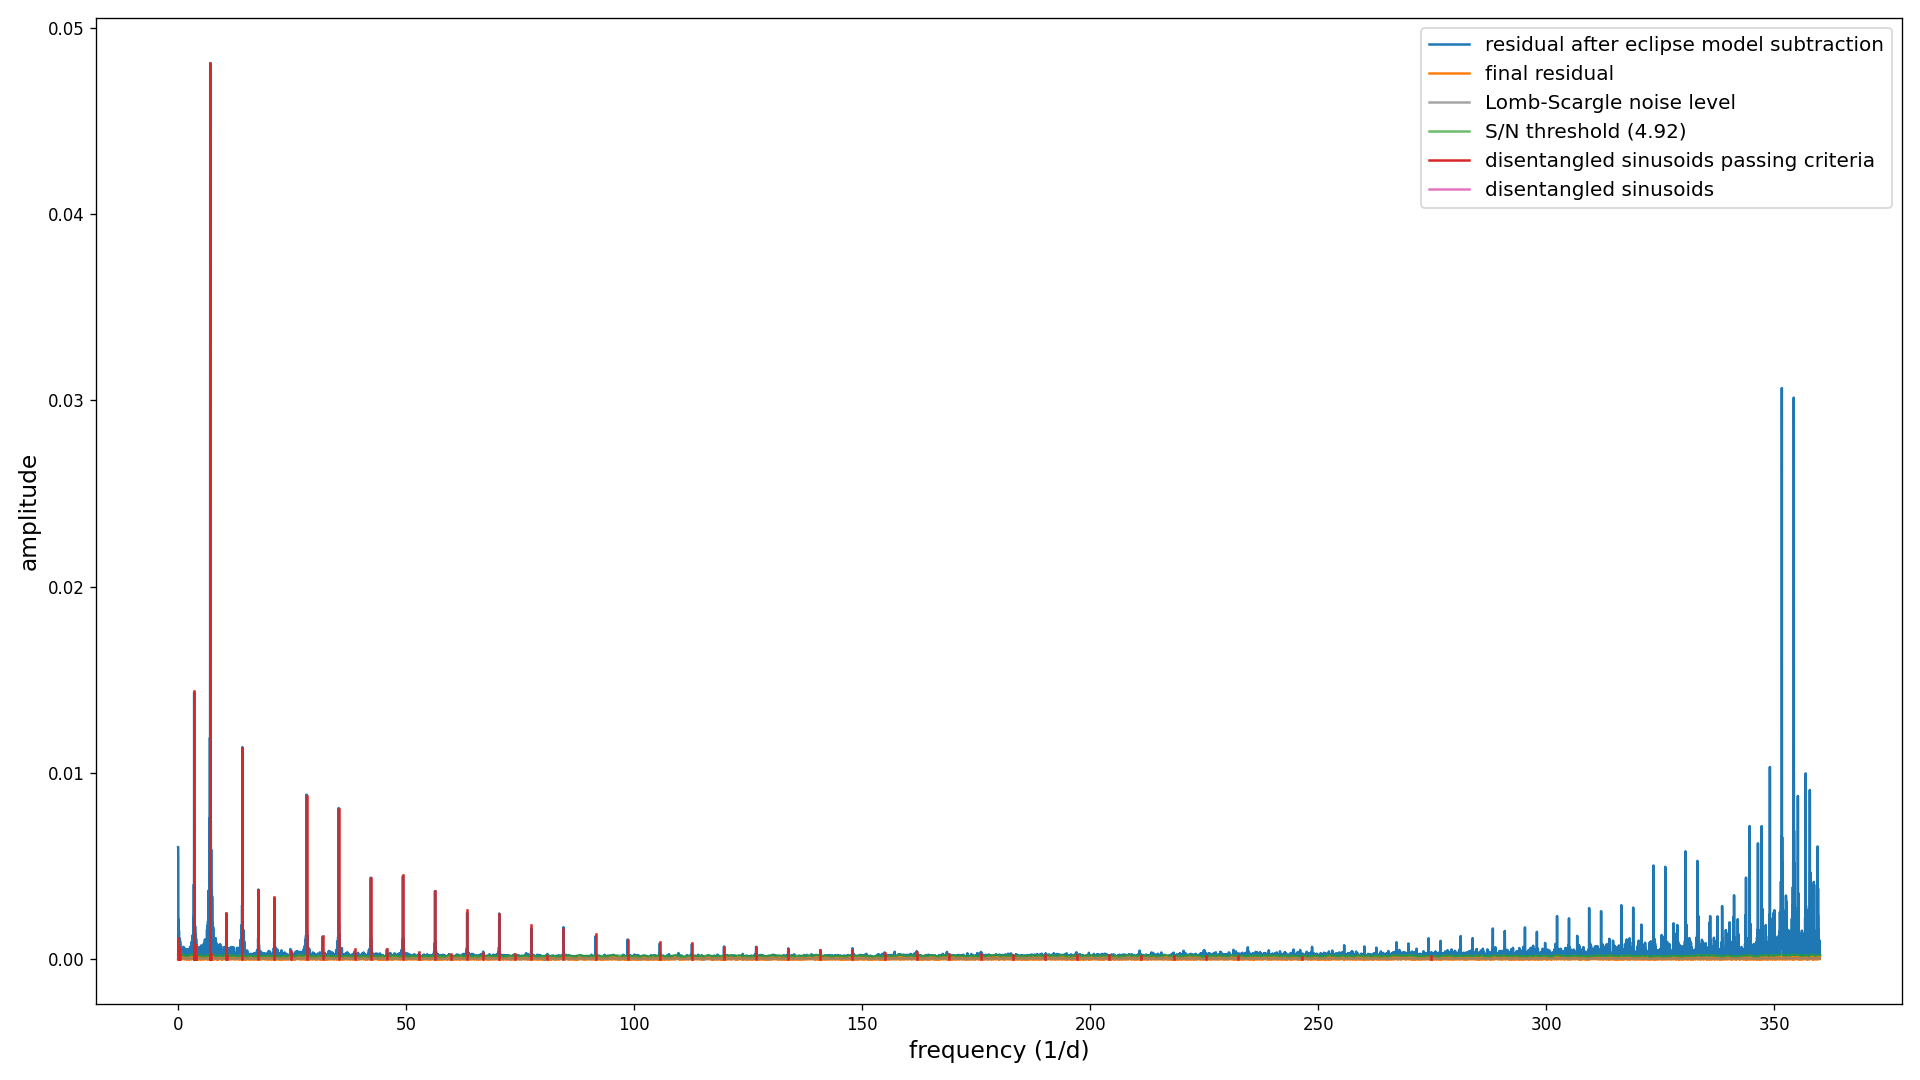 residual after eclipse model subtraction
final residual
Lomb-Scargle noise level
S/N threshold (4.92)
disentangled sinusoids passing criteria
disentangled sinusoids
0.05
0.04
0.03
0.02
0.01
0.00
amplitude
0 50 100 150 200 250 300 350
frequency (1/d)